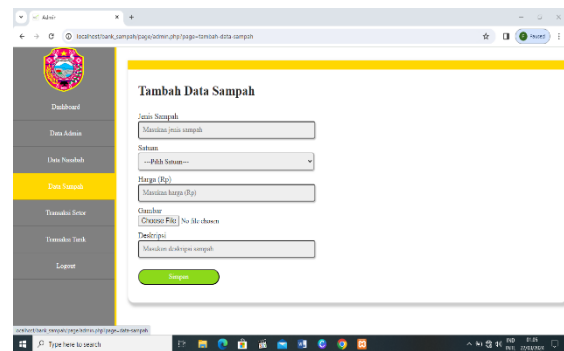 Admin
localhost/bank_sampah/page/admin.php?page=tambah-data-sampah
Paused
Dashboard
Data Admin
Data Nasabah
Data Sampah
Transaksi Setor
Transaksi Tarik
Logout
Tambah Data Sampah
Jenis Sampah
Masukan jenis sampah
Satuan
---Pilih Satuan---
Harga (Rp)
Masukan harga (Rp)
Gambar
Choose File No file chosen
Deskripsi
Masukan deskripsi sampah
Simpan
localhost/bank_sampah/page/admin.php?page=data-sampah
Type here to search
IND